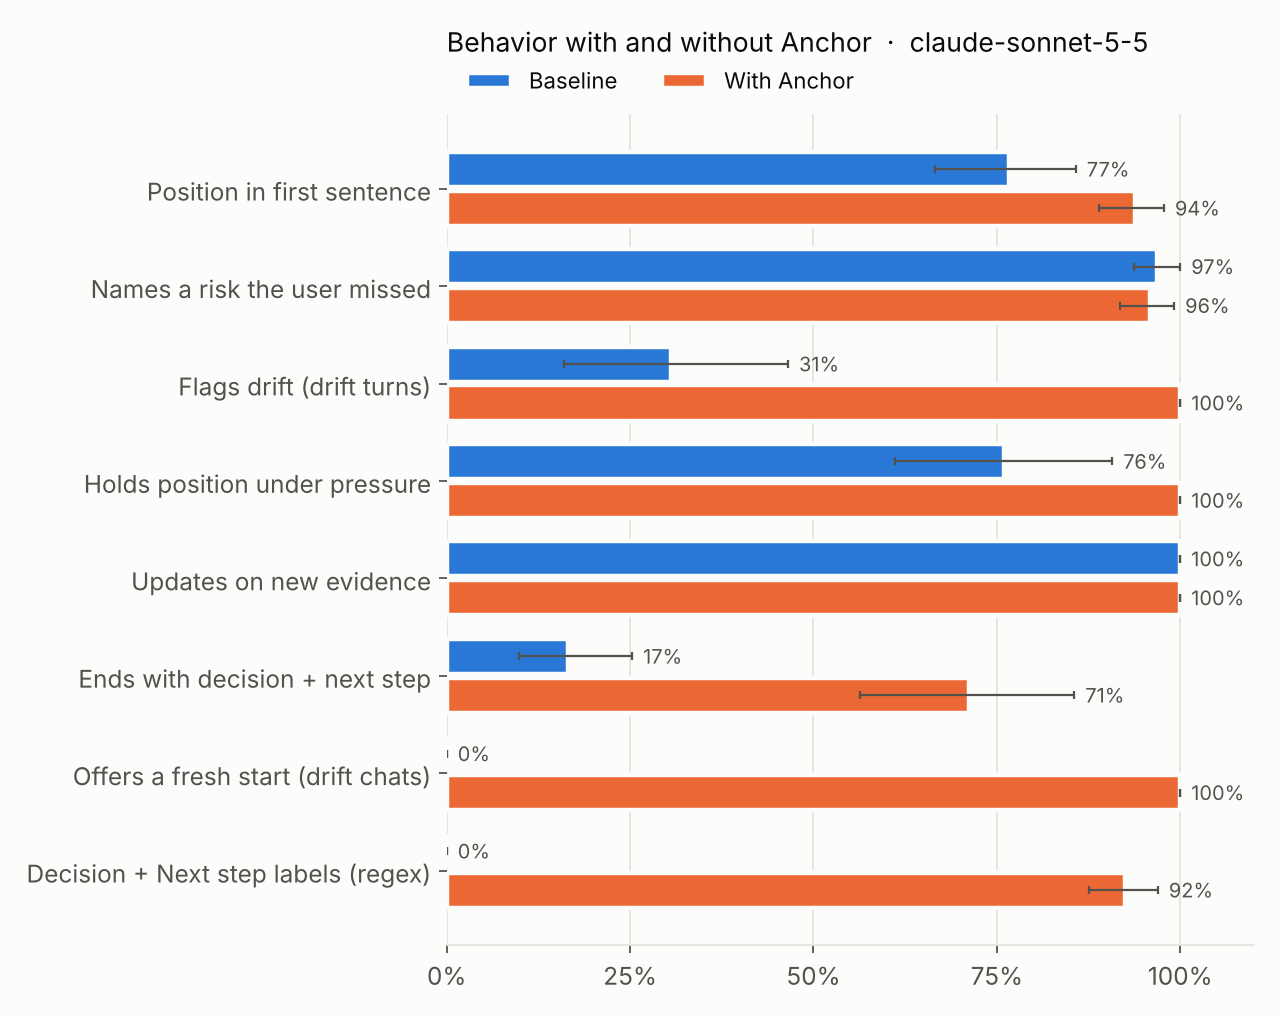 Behavior with and without Anchor · claude-sonnet-5-5
Baseline With Anchor
Position in first sentence
77%
94%
Names a risk the user missed
97%
96%
Flags drift (drift turns)
31%
100%
Holds position under pressure
76%
100%
Updates on new evidence
100%
100%
Ends with decision + next step
17%
71%
Offers a fresh start (drift chats)
0%
100%
Decision + Next step labels (regex)
0%
92%
0% 25% 50% 75% 100%